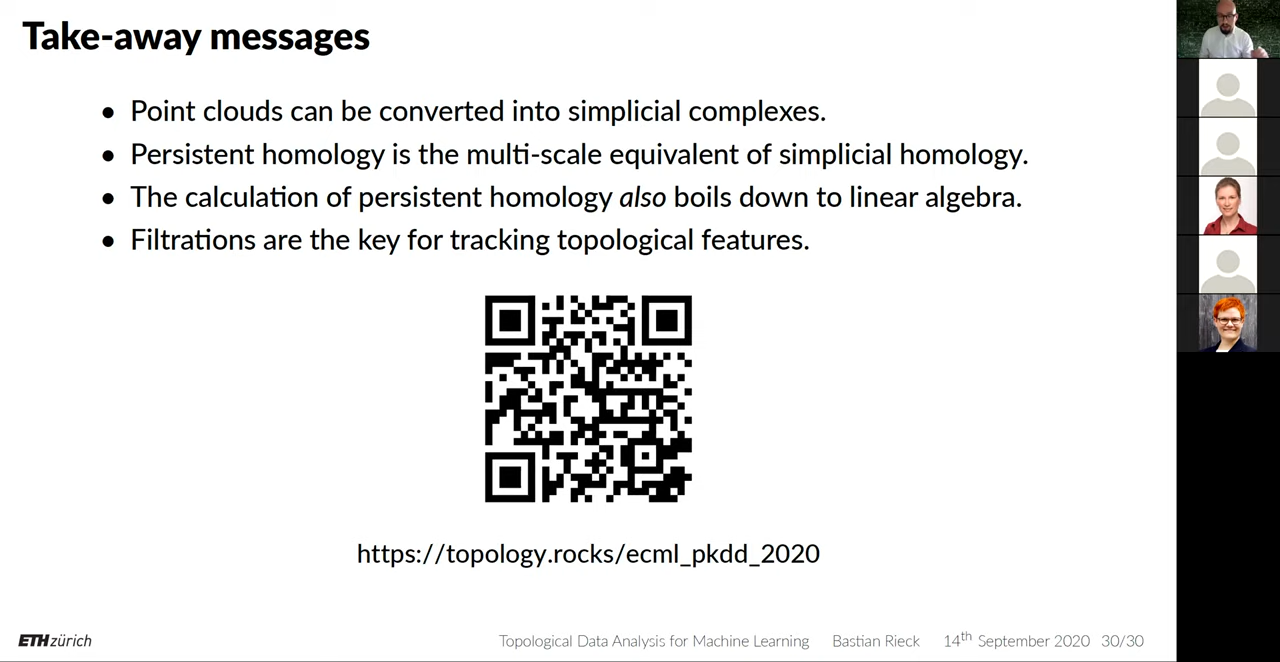 Take-away messages
• Point clouds can be converted into simplicial complexes.
• Persistent homology is the multi-scale equivalent of simplicial homology.
• The calculation of persistent homology also boils down to linear algebra.
• Filtrations are the key for tracking topological features.
https://topology.rocks/ecml_pkdd_2020
ETH zürich Topological Data Analysis for Machine Learning Bastian Rieck 14th September 2020 30/30